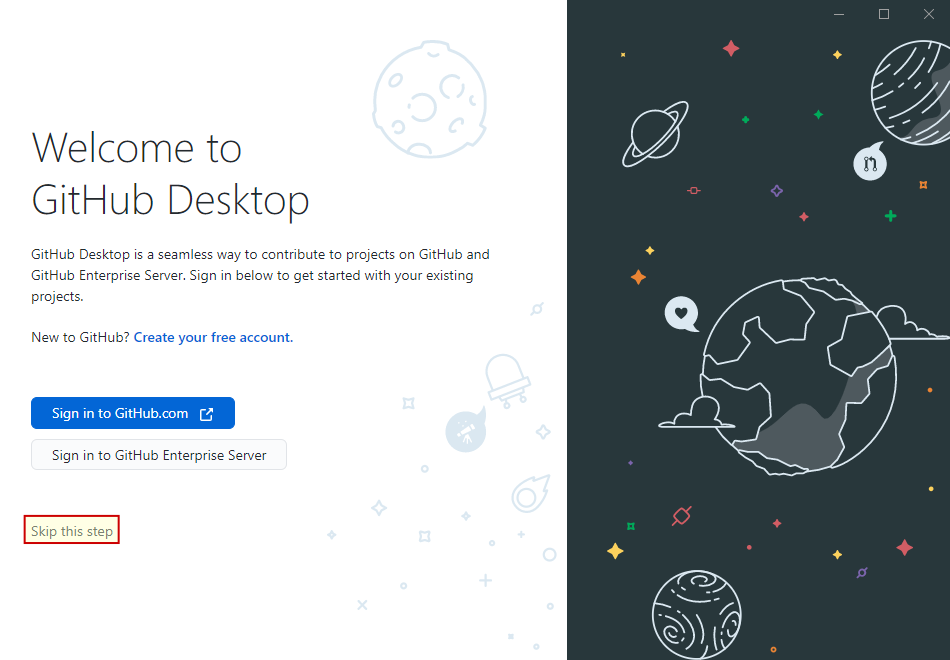 Welcome to
GitHub Desktop
GitHub Desktop is a seamless way to contribute to projects on GitHub and
GitHub Enterprise Server. Sign in below to get started with your existing
projects.
New to GitHub? Create your free account.
Sign in to GitHub.com
Sign in to GitHub Enterprise Server
Skip this step